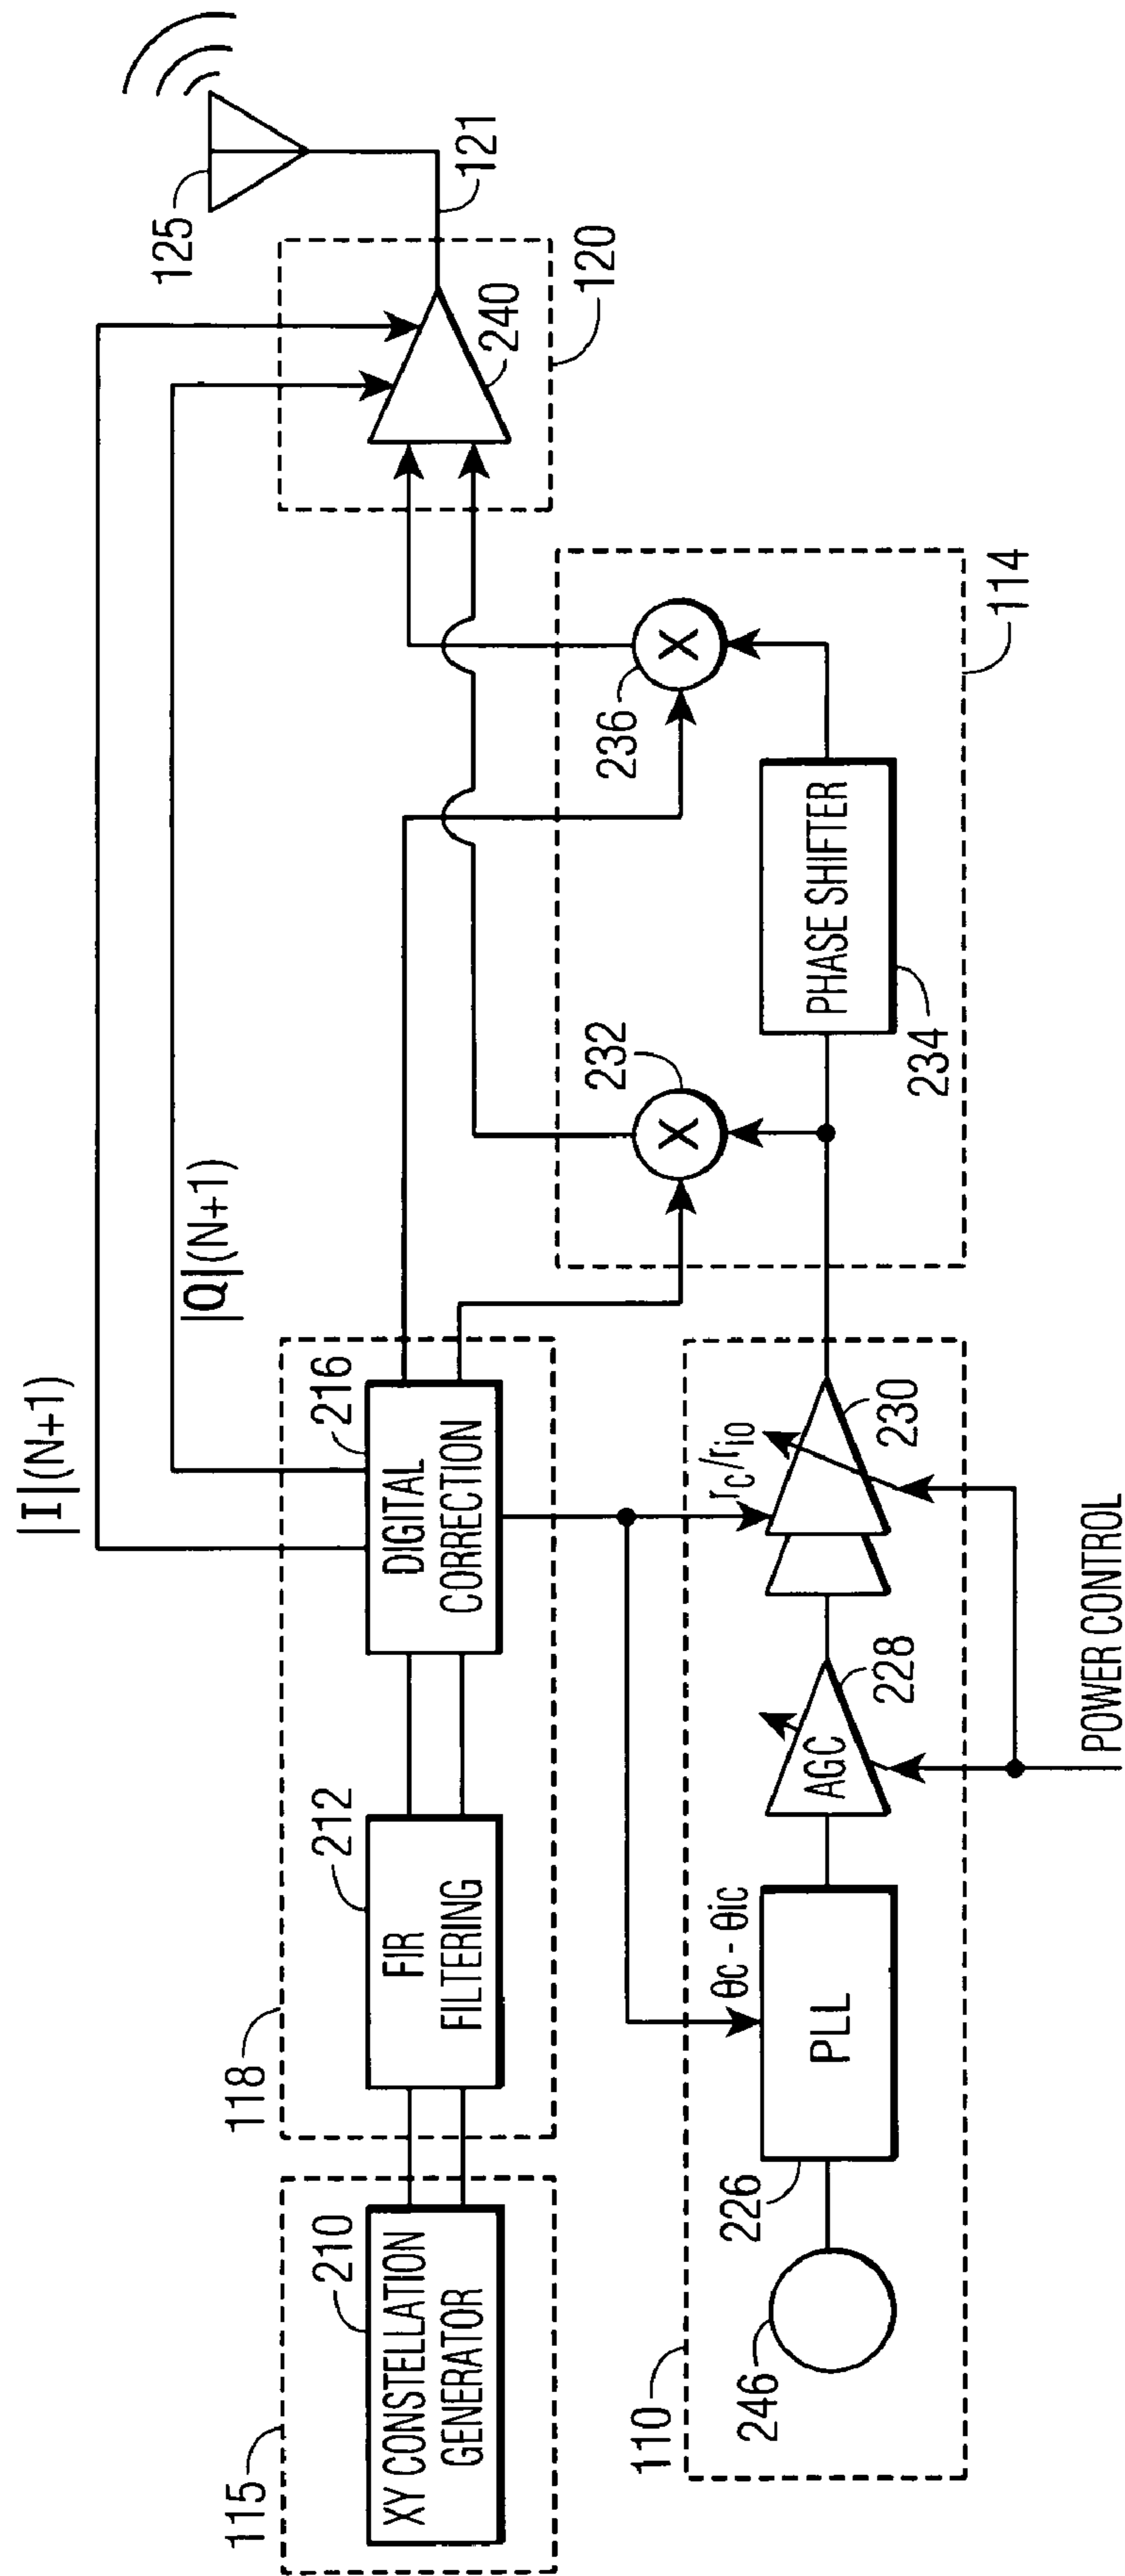 |I|(N+1)
|Q|(N+1)
125
121
115
210
XY CONSTELLATION
GENERATOR
118
212
FIR
FILTERING
216
DIGITAL
CORRECTION
240
120
232
X
236
X
PHASE SHIFTER
234
114
110
246
226
PLL
θC - θiC
AGC
228
rC/rio
230
POWER CONTROL